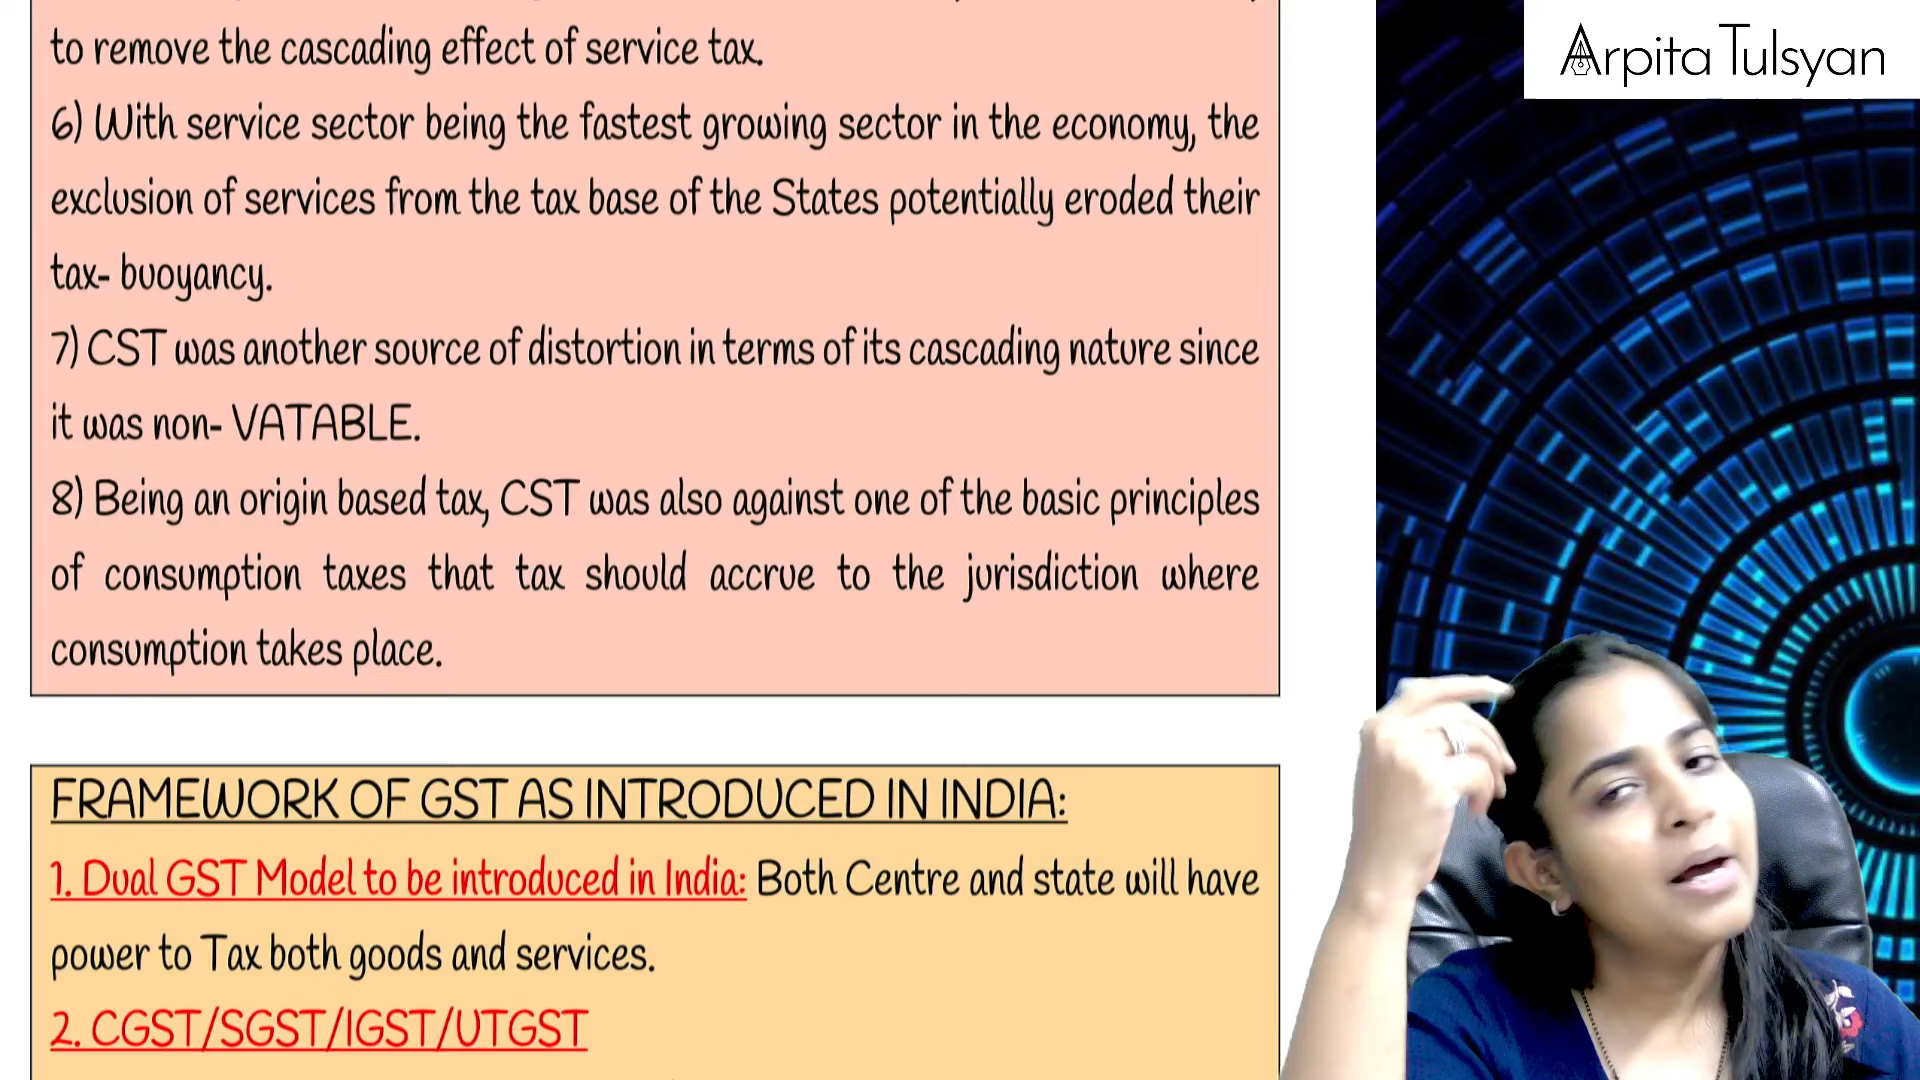 to remove the cascading effect of service tax.
6) With service sector being the fastest growing sector in the economy, the
exclusion of services from the tax base of the States potentially eroded their
tax- buoyancy.
7) CST was another source of distortion in terms of its cascading nature since
it was non- VATABLE.
8) Being an origin based tax, CST was also against one of the basic principles
of consumption taxes that tax should accrue to the jurisdiction where
consumption takes place.
FRAMEWORK OF GST AS INTRODUCED IN INDIA:
1. Dual GST Model to be introduced in India: Both Centre and state will have
power to Tax both goods and services.
2. CGST/SGST/IGST/UTGST
Arpita Tulsyan